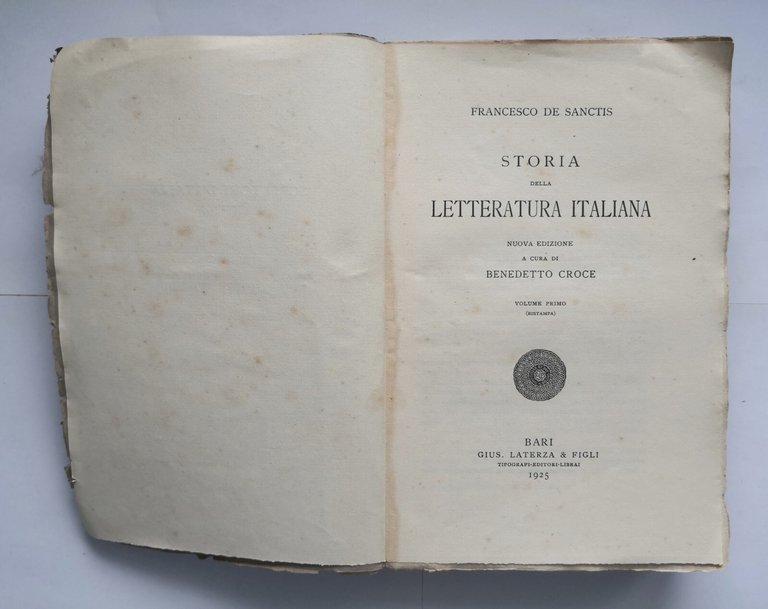 FRANCESCO DE SANCTIS
STORIA
DELLA
LETTERATURA ITALIANA
NUOVA EDIZIONE
A CURA DI
BENEDETTO CROCE
VOLUME PRIMO
(RISTAMPA)
BARI
GIUS. LATERZA & FIGLI
TIPOGRAFI-EDITORI-LIBRAI
1925